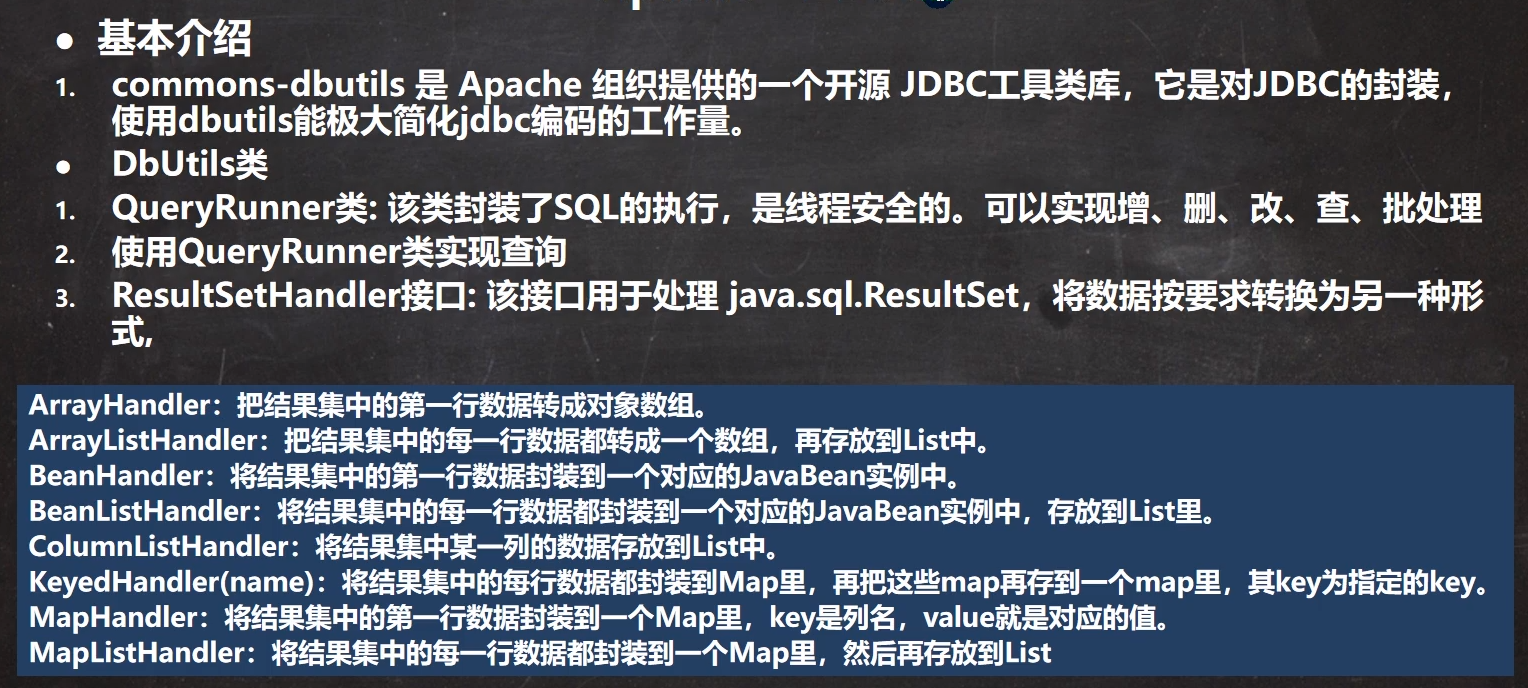 ● 基本介绍
1. commons-dbutils 是 Apache 组织提供的一个开源 JDBC工具类库，它是对JDBC的封装，
使用dbutils能极大简化jdbc编码的工作量。
● DbUtils类
1. QueryRunner类: 该类封装了SQL的执行，是线程安全的。可以实现增、删、改、查、批处理
2. 使用QueryRunner类实现查询
3. ResultSetHandler接口: 该接口用于处理 java.sql.ResultSet，将数据按要求转换为另一种形
式,
ArrayHandler：把结果集中的第一行数据转成对象数组。
ArrayListHandler：把结果集中的每一行数据都转成一个数组，再存放到List中。
BeanHandler：将结果集中的第一行数据封装到一个对应的JavaBean实例中。
BeanListHandler：将结果集中的每一行数据都封装到一个对应的JavaBean实例中，存放到List里。
ColumnListHandler：将结果集中某一列的数据存放到List中。
KeyedHandler(name)：将结果集中的每行数据都封装到Map里，再把这些map再存到一个map里，其key为指定的key。
MapHandler：将结果集中的第一行数据封装到一个Map里，key是列名，value就是对应的值。
MapListHandler：将结果集中的每一行数据都封装到一个Map里，然后再存放到List